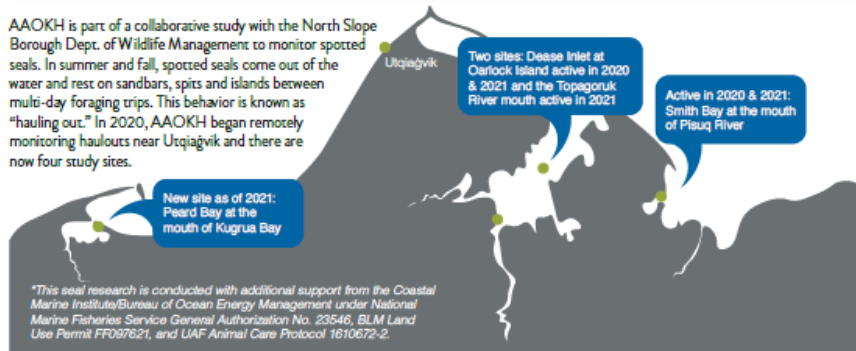 AAOKH is part of a collaborative study with the North Slope
Borough Dept. of Wildlife Management to monitor spotted
seals. In summer and fall, spotted seals come out of the
water and rest on sandbars, spits and islands between
multi-day foraging trips. This behavior is known as
“hauling out.” In 2020, AAOKH began remotely
monitoring haulouts near Utqiaġvik and there are
now four study sites.
Utqiaġvik
Two sites: Dease Inlet at
Oarlock Island active in 2020
& 2021 and the Topagoruk
River mouth active in 2021
Active in 2020 & 2021:
Smith Bay at the mouth
of Pisuq River
New site as of 2021:
Peard Bay at the
mouth of Kugrua Bay
*This seal research is conducted with additional support from the Coastal
Marine Institute/Bureau of Ocean Energy Management under National
Marine Fisheries Service General Authorization No. 23546, BLM Land
Use Permit FF097621, and UAF Animal Care Protocol 1610672-2.